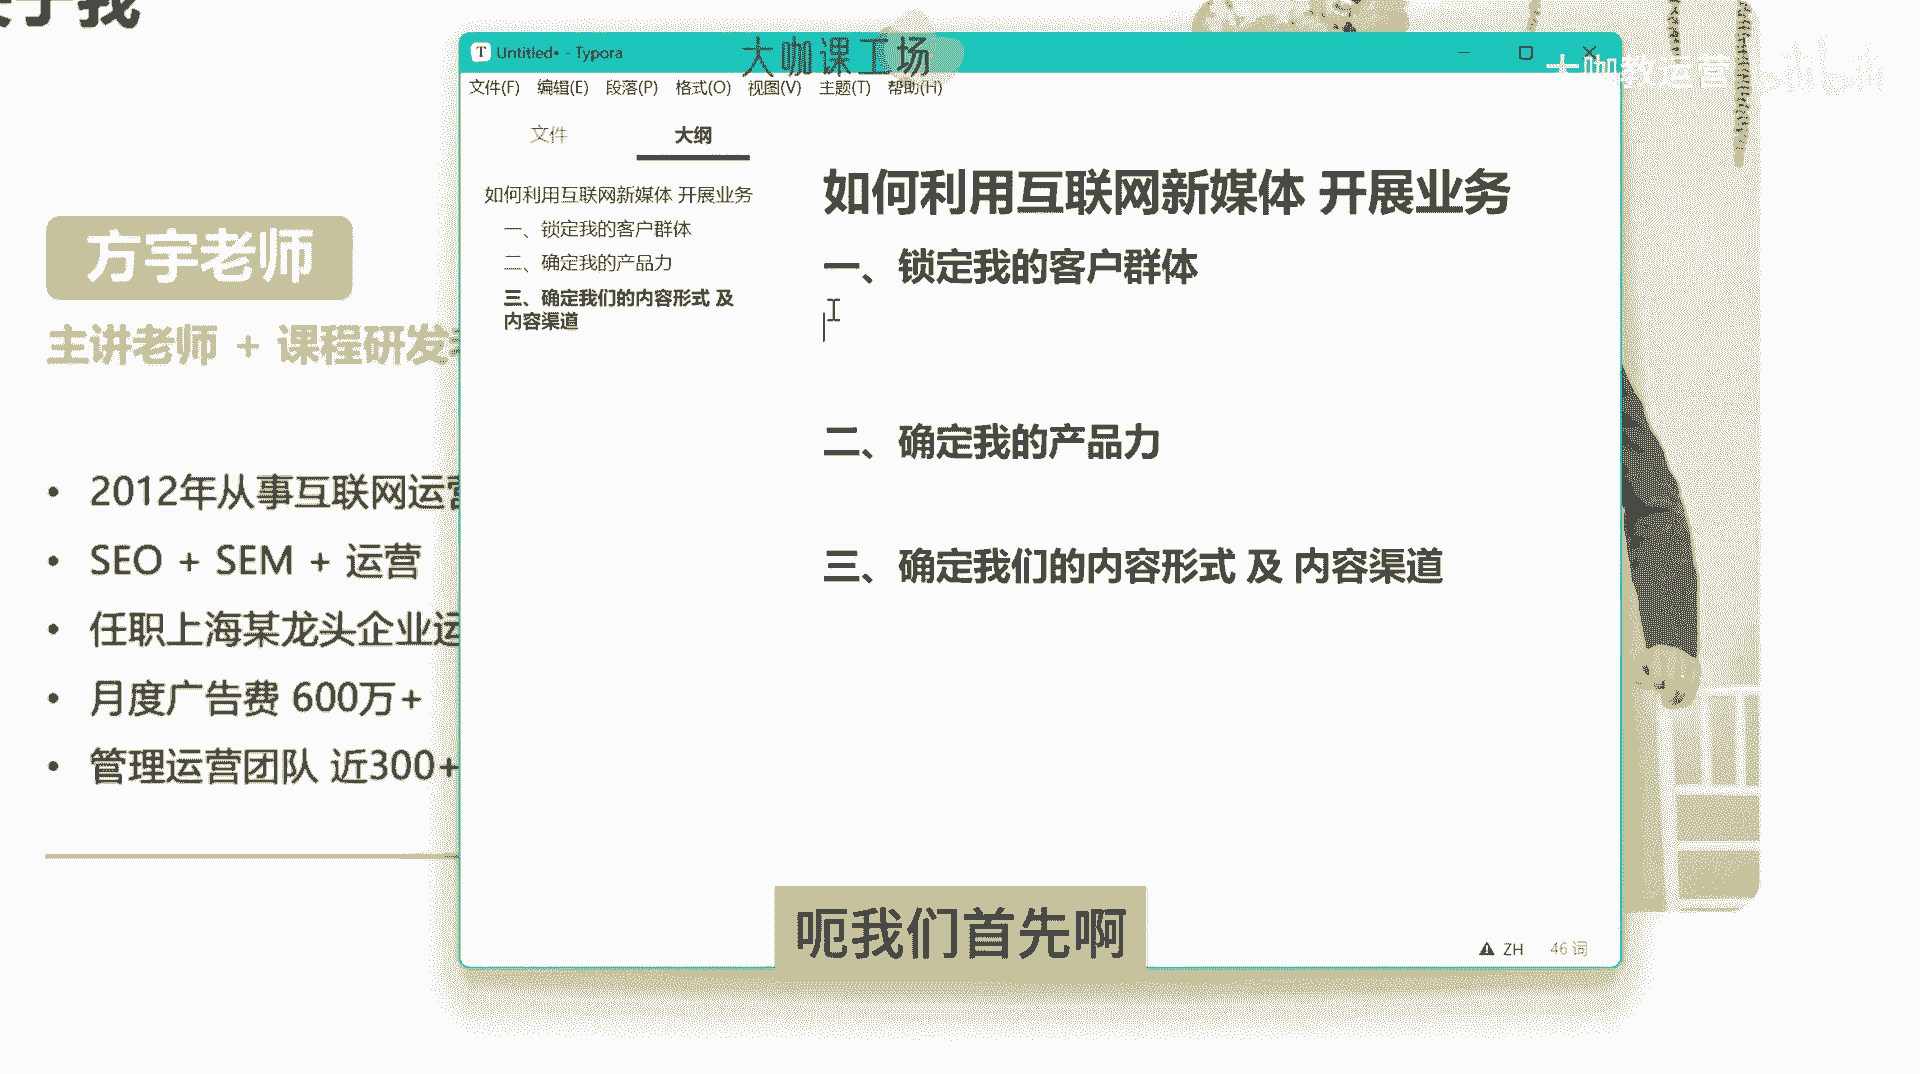 关于我
方宇老师
主讲老师 + 课程研发
2012年从事互联网运营
SEO + SEM + 运营
任职上海某龙头企业运
月度广告费 600万+
管理运营团队 近300+
Untitled• - Typora
大咖课工场
大咖教运营
bilibili
文件(F) 编辑(E) 段落(P) 格式(O) 视图(V) 主题(T) 帮助(H)
文件 大纲
如何利用互联网新媒体 开展业务
一、锁定我的客户群体
二、确定我的产品力
三、确定我们的内容形式 及
内容渠道
如何利用互联网新媒体 开展业务
一、锁定我的客户群体
二、确定我的产品力
三、确定我们的内容形式 及 内容渠道
呃我们首先啊
ZH 46 词